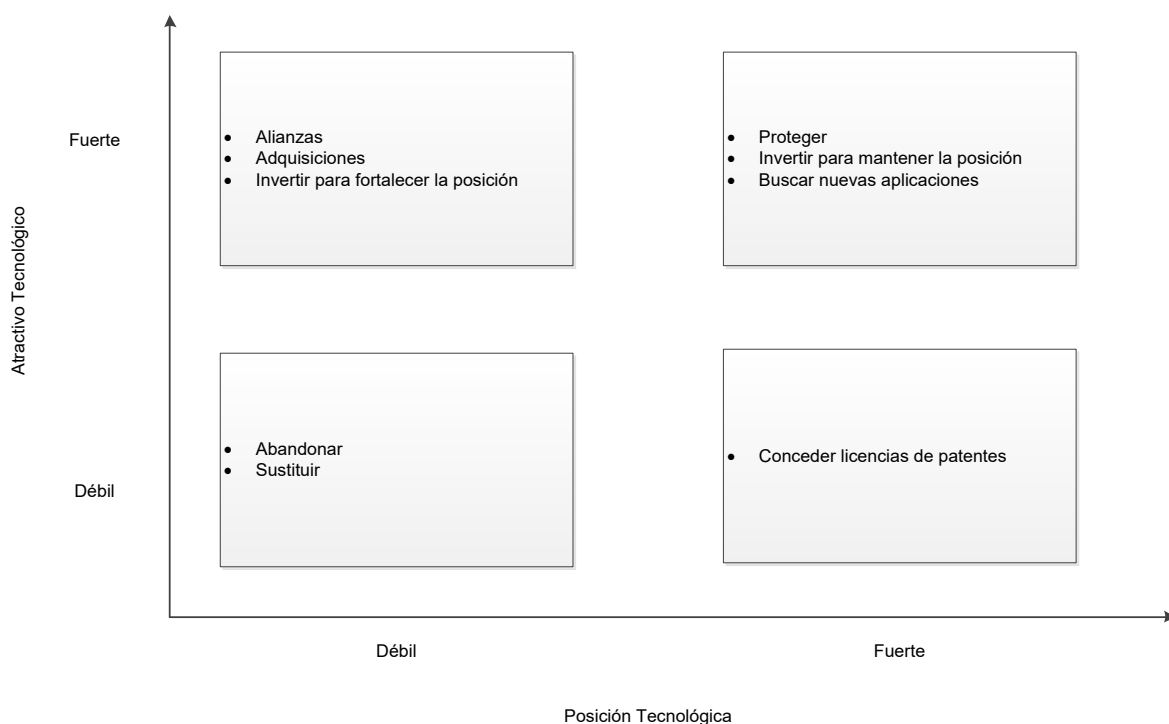 Fuerte
Atractivo Tecnológico
Débil
• Alianzas
• Adquisiciones
• Invertir para fortalecer la posición
• Proteger
• Invertir para mantener la posición
• Buscar nuevas aplicaciones
• Abandonar
• Sustituir
• Conceder licencias de patentes
Débil
Fuerte
Posición Tecnológica